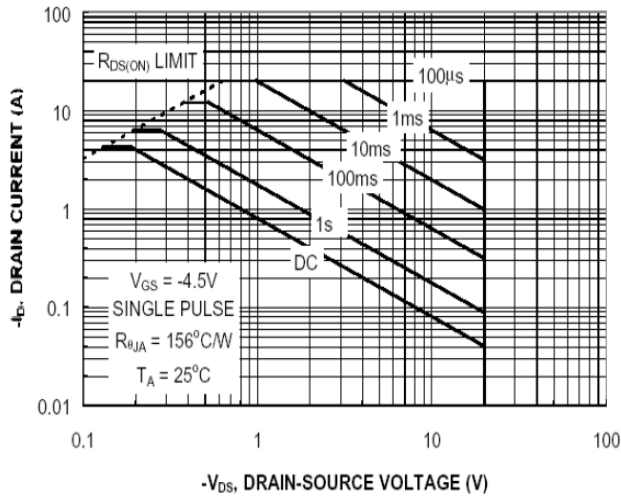 100
R_DS(ON) LIMIT
100µs
10
1ms
10ms
100ms
1
1s
DC
V_GS = -4.5V
SINGLE PULSE
R_θJA = 156°C/W
T_A = 25°C
0.1
0.01
-I_D, DRAIN CURRENT (A)
0.1
1
10
100
-V_DS, DRAIN-SOURCE VOLTAGE (V)